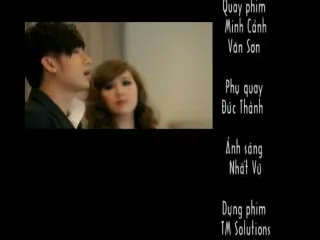 Quay phim
Minh Cảnh
Văn Sơn
Phụ quay
Đức Thành
Ánh sáng
Nhất Vũ
Dựng phim
TM Solutions